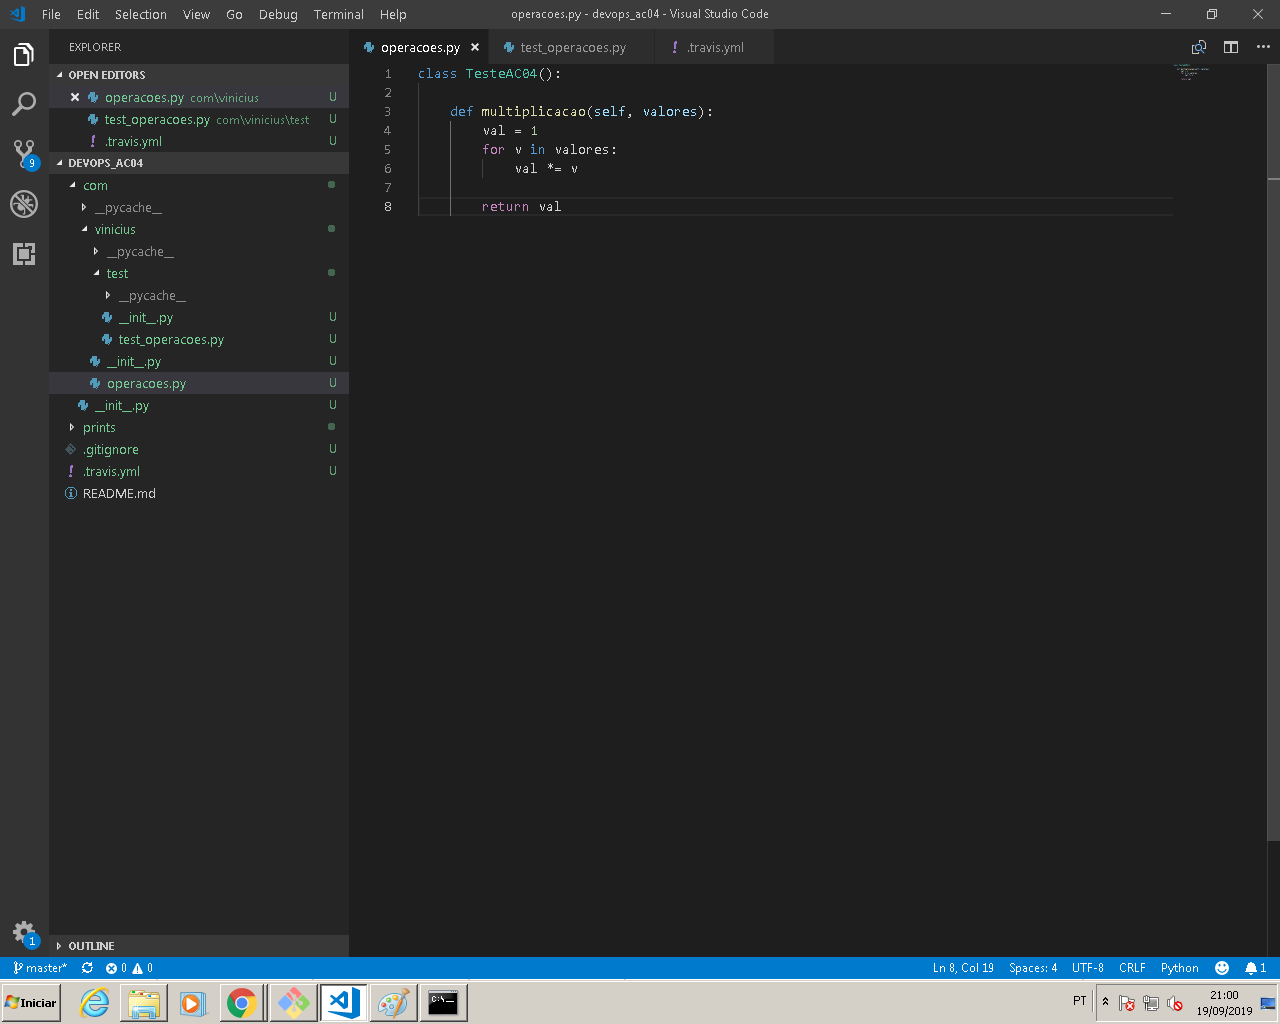 File Edit Selection View Go Debug Terminal Help operacoes.py - devops_ac04 - Visual Studio Code
EXPLORER
OPEN EDITORS
operacoes.py com\vinicius U
test_operacoes.py com\vinicius\test U
! .travis.yml U
DEVOPS_AC04
com
__pycache__
vinicius
__pycache__
test
__pycache__
__init__.py U
test_operacoes.py U
__init__.py U
operacoes.py U
__init__.py U
prints
.gitignore U
! .travis.yml U
README.md
OUTLINE
9
1
operacoes.py test_operacoes.py ! .travis.yml
1 class TesteAC04():
2
3 def multiplicacao(self, valores):
4 val = 1
5 for v in valores:
6 val *= v
7
8 return val
master* 0 0 Ln 8, Col 19 Spaces: 4 UTF-8 CRLF Python 1
Iniciar C:\_ PT 21:00
19/09/2019